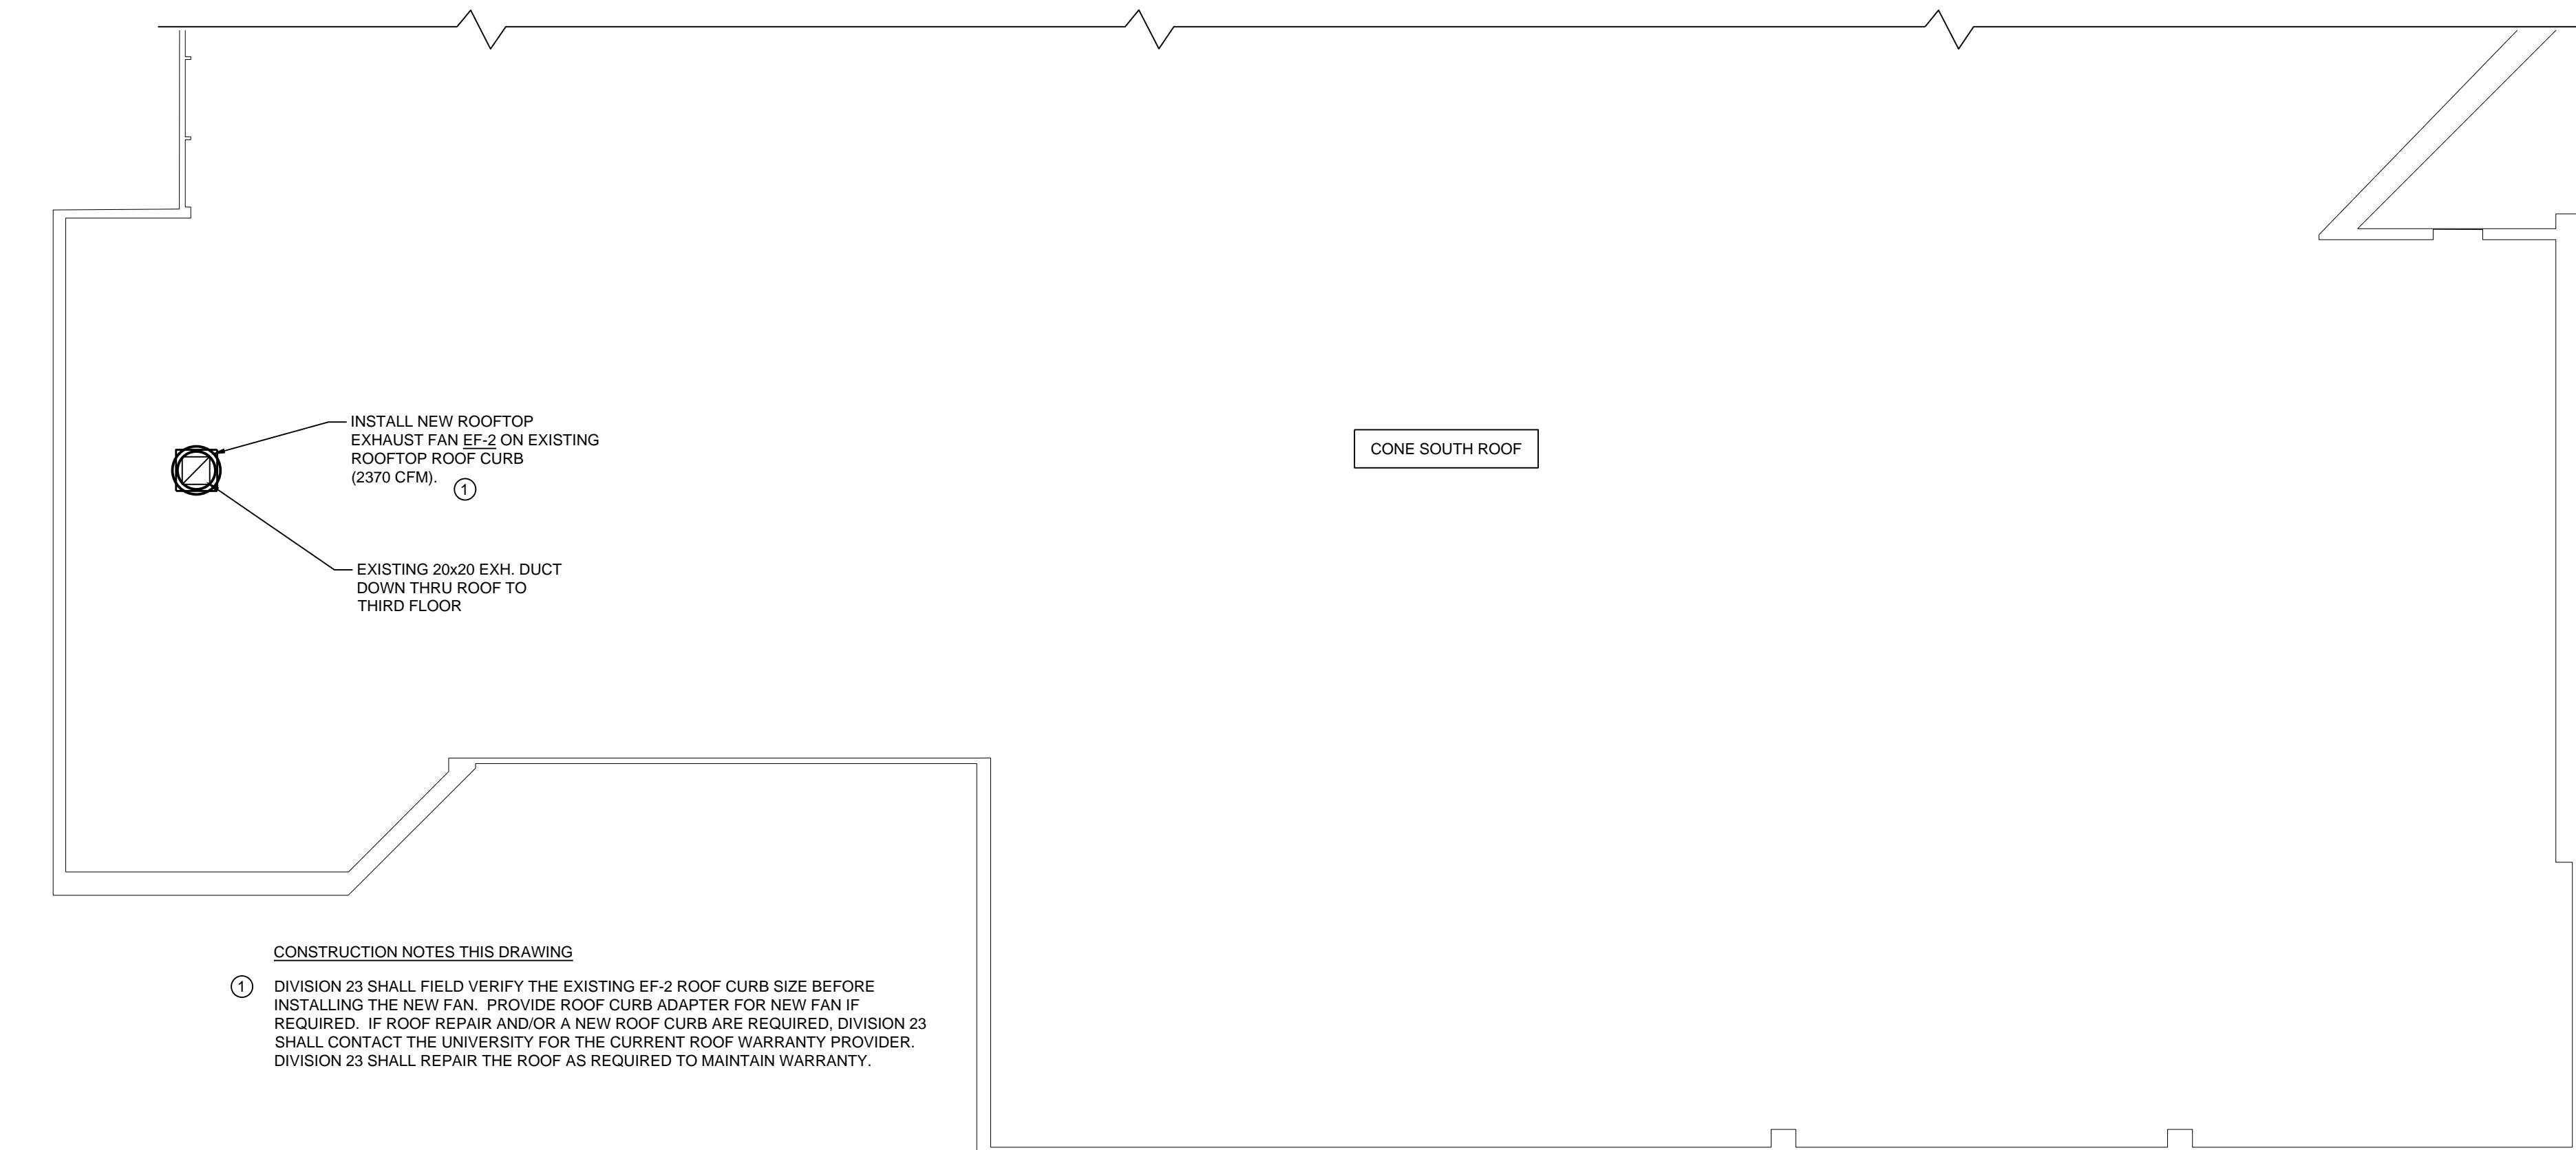 INSTALL NEW ROOFTOP
EXHAUST FAN EF-2 ON EXISTING
ROOFTOP ROOF CURB
(2370 CFM).
1
CONE SOUTH ROOF
EXISTING 20x20 EXH. DUCT
DOWN THRU ROOF TO
THIRD FLOOR
CONSTRUCTION NOTES THIS DRAWING
1 DIVISION 23 SHALL FIELD VERIFY THE EXISTING EF-2 ROOF CURB SIZE BEFORE
INSTALLING THE NEW FAN.  PROVIDE ROOF CURB ADAPTER FOR NEW FAN IF
REQUIRED.  IF ROOF REPAIR AND/OR A NEW ROOF CURB ARE REQUIRED, DIVISION 23
SHALL CONTACT THE UNIVERSITY FOR THE CURRENT ROOF WARRANTY PROVIDER.
DIVISION 23 SHALL REPAIR THE ROOF AS REQUIRED TO MAINTAIN WARRANTY.